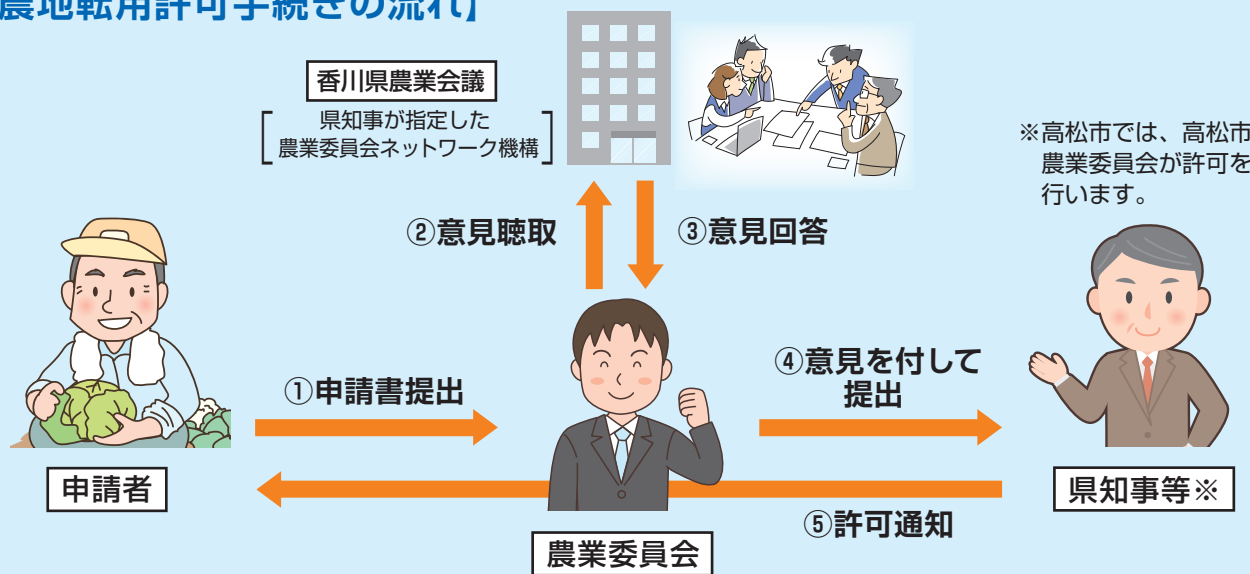 農地転用許可手続きの流れ】
香川県農業会議
県知事が指定した
農業委員会ネットワーク機構
※高松市では、高松市
農業委員会が許可を
行います。
②意見聴取
③意見回答
①申請書提出
④意見を付して
提出
申請者
県知事等※
⑤許可通知
農業委員会